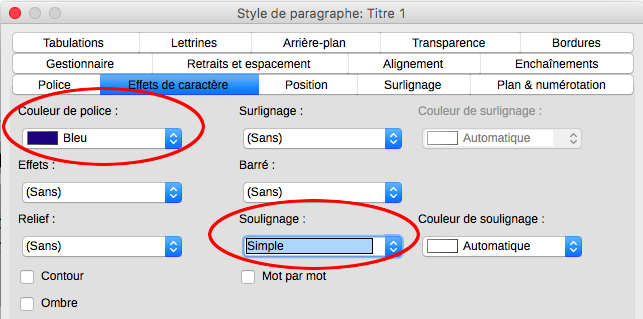 Style de paragraphe: Titre 1
Tabulations Lettrines Arrière-plan Transparence Bordures
Gestionnaire Retraits et espacement Alignement Enchaînements
Police Effets de caractère Position Surlignage Plan & numérotation
Couleur de police : Surlignage : Couleur de surlignage :
Bleu (Sans) Automatique
Effets : Barré :
(Sans) (Sans)
Relief : Soulignage : Couleur de soulignage :
(Sans) Simple Automatique
Contour Mot par mot
Ombre